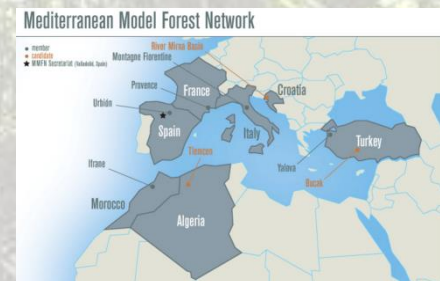 Mediterranean Model Forest Network
member
candidate
MMFN Secretariat (Valladolid, Spain)
River Mirna Basin
Montagne Fiorentine
Provence
Urbión
France
Croatia
Spain
Italy
Turkey
Ifrane
Tlemcen
Yalova
Bucak
Morocco
Algeria